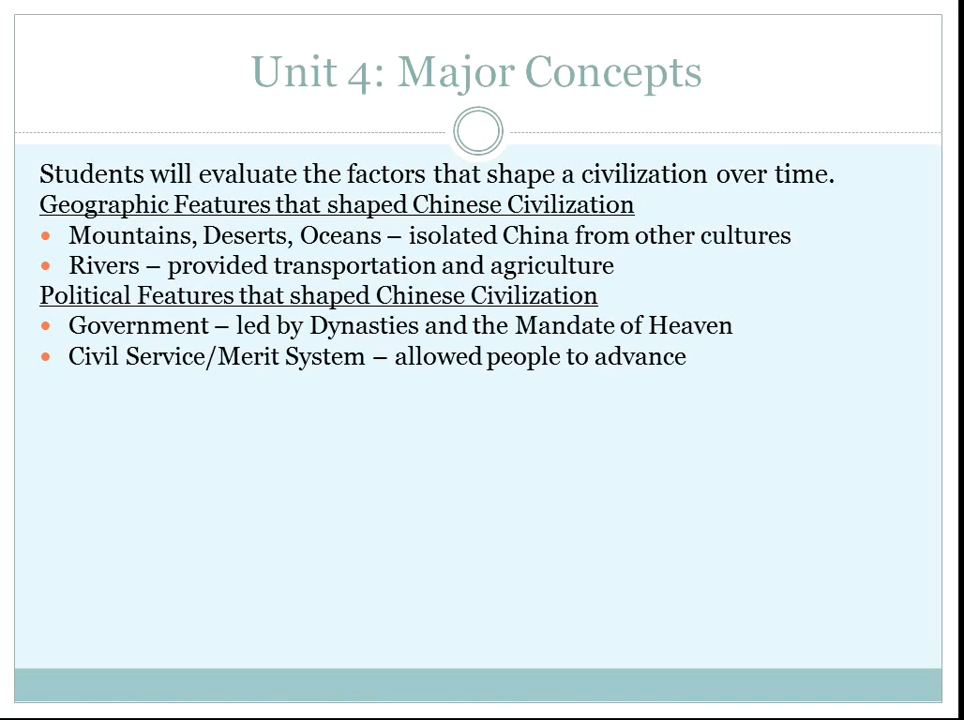 Unit 4: Major Concepts
Students will evaluate the factors that shape a civilization over time.
Geographic Features that shaped Chinese Civilization
• Mountains, Deserts, Oceans – isolated China from other cultures
• Rivers – provided transportation and agriculture
Political Features that shaped Chinese Civilization
• Government – led by Dynasties and the Mandate of Heaven
• Civil Service/Merit System – allowed people to advance